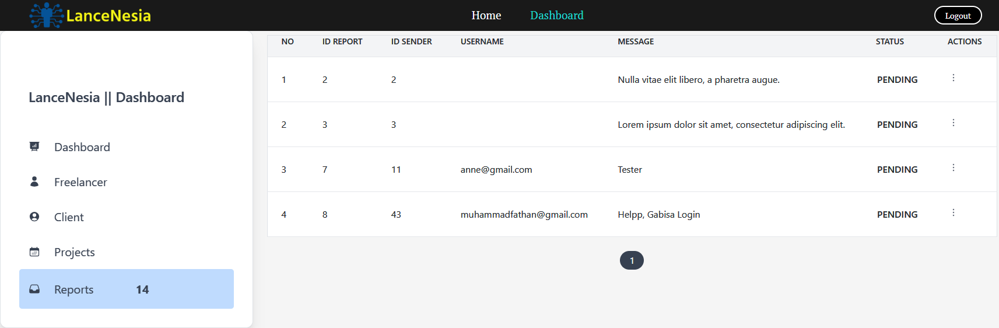 LanceNesia Home Dashboard Logout
LanceNesia || Dashboard
Dashboard
Freelancer
Client
Projects
Reports 14
NO ID REPORT ID SENDER USERNAME MESSAGE STATUS ACTIONS
1 2 2 Nulla vitae elit libero, a pharetra augue. PENDING
2 3 3 Lorem ipsum dolor sit amet, consectetur adipiscing elit. PENDING
3 7 11 anne@gmail.com Tester PENDING
4 8 43 muhammadfathan@gmail.com Helpp, Gabisa Login PENDING
1